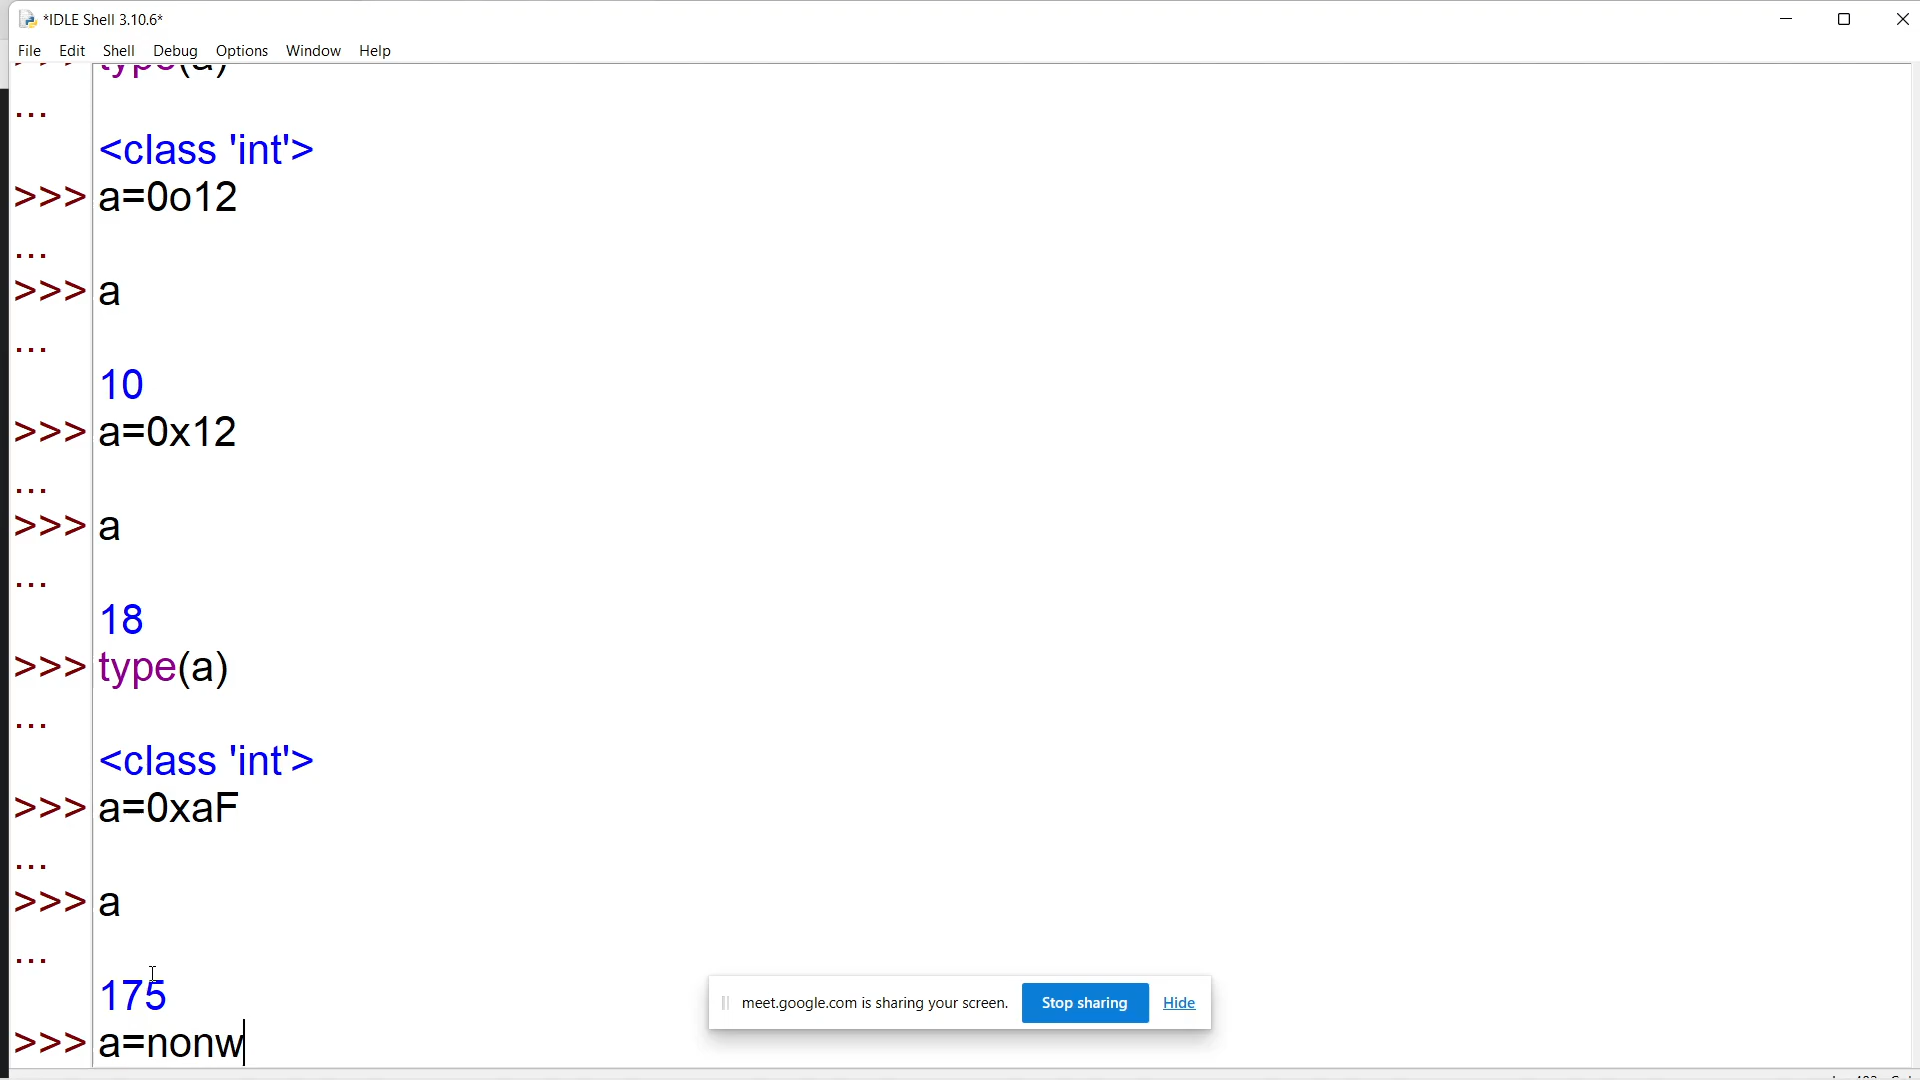 *IDLE Shell 3.10.6*
File Edit Shell Debug Options Window Help
>>> type(a)
...
<class 'int'>
>>> a=0o12
...
>>> a
...
10
>>> a=0x12
...
>>> a
...
18
>>> type(a)
...
<class 'int'>
>>> a=0xaF
...
>>> a
...
175
>>> a=nonw
meet.google.com is sharing your screen. Stop sharing Hide